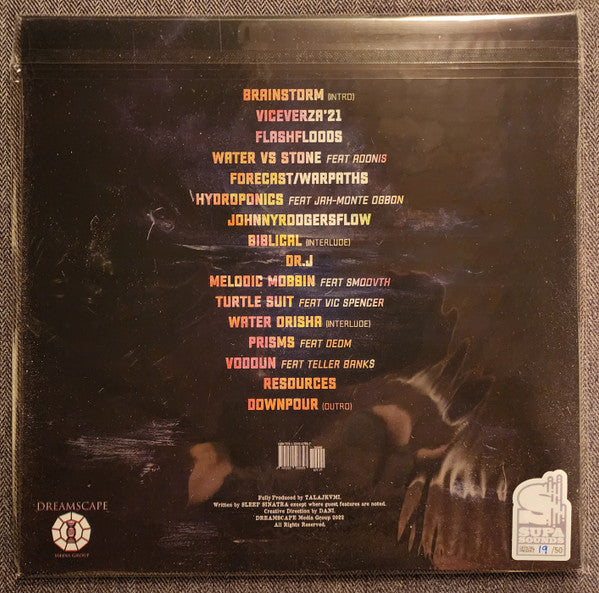 BRAINSTORM (INTRO)
VICEVERZA'21
FLASHFLOODS
WATER VS STONE FEAT ADONIS
FORECAST/WARPATHS
HYDROPONICS FEAT JAH-MONTE OGBON
JOHNNYRODGERSFLOW
BIBLICAL (INTERLUDE)
DR.J
MELODIC MOBBIN FEAT SMOOVTH
TURTLE SUIT FEAT VIC SPENCER
WATER ORISHA (INTERLUDE)
PRISMS FEAT DEOM
VODOUN FEAT TELLER BANKS
RESOURCES
DOWNPOUR (OUTRO)
Fully Produced by TALAJKVMI.
Written by SLEEP SINATRA except where guest features are noted.
Creative Direction by DANI.
DREAMSCAPE Media Group 2022
All Rights Reserved.
DREAMSCAPE
MEDIA GROUP
S
SUPA
SOUNDS
19 /50